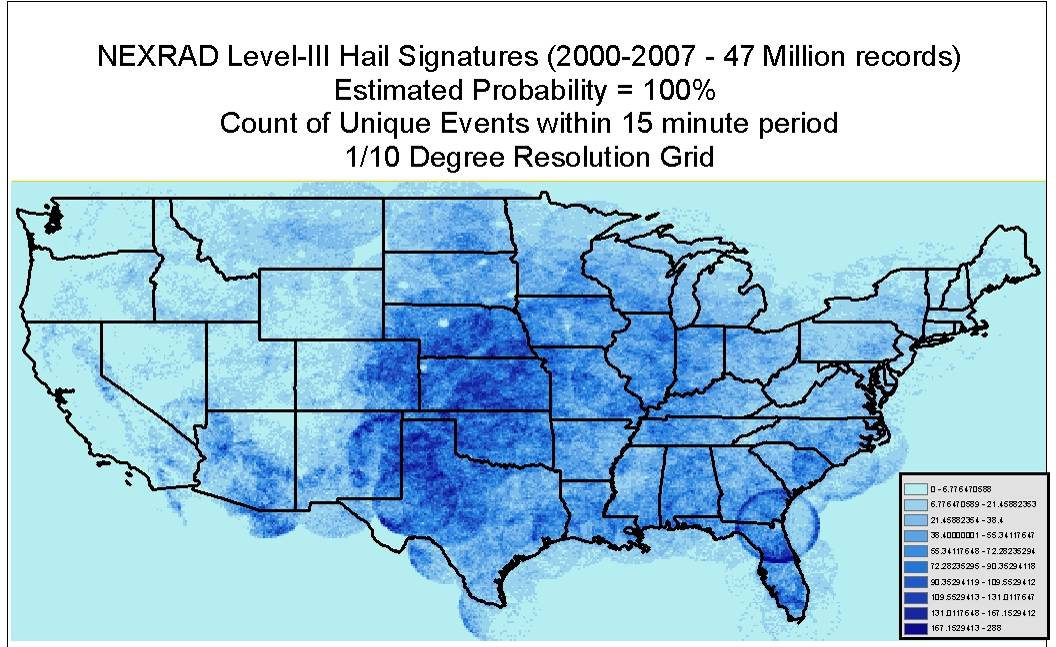 NEXRAD Level-III Hail Signatures (2000-2007 - 47 Million records)
Estimated Probability = 100%
Count of Unique Events within 15 minute period
1/10 Degree Resolution Grid
0 - 6.776470588
6.776470589 - 21.45882353
21.45882354 - 38.4
38.40000001 - 55.34117647
55.34117648 - 72.28235294
72.28235295 - 90.35294118
90.35294119 - 109.5529412
109.5529413 - 131.0117647
131.0117648 - 167.1529412
167.1529413 - 288